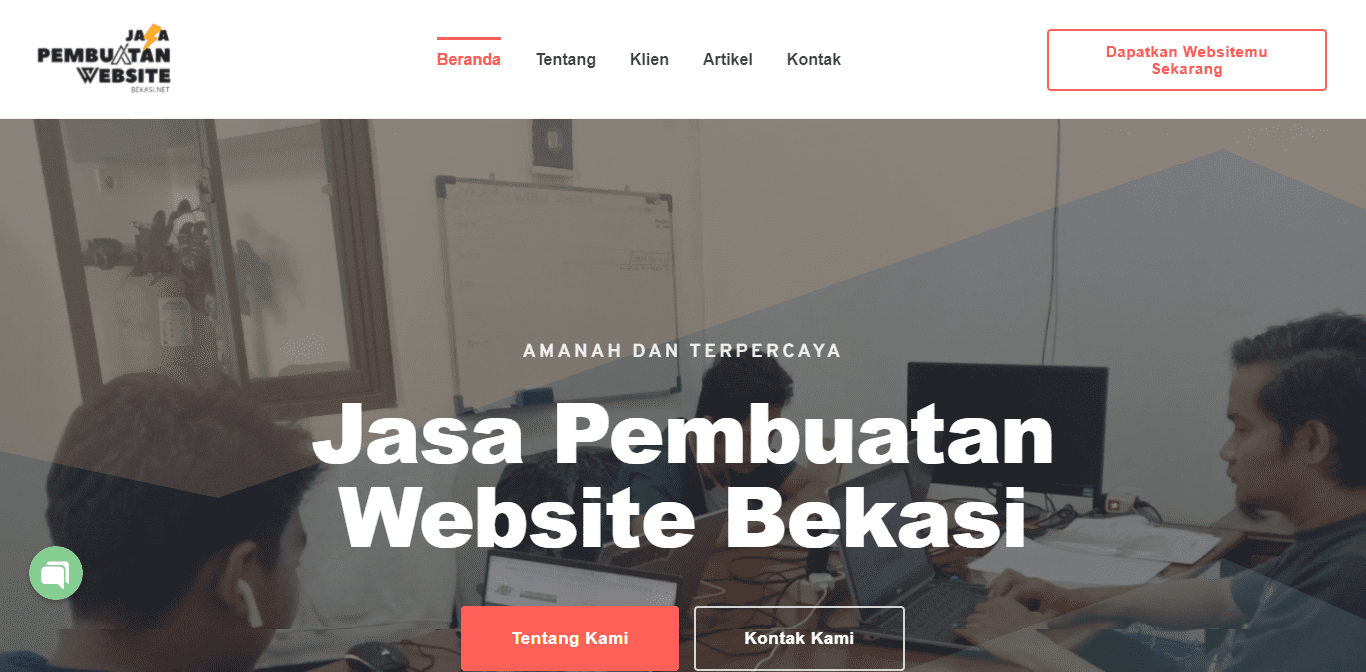 JASA
PEMBUATAN
WEBSITE
BEKASI.NET
Beranda
Tentang
Klien
Artikel
Kontak
Dapatkan Websitemu
Sekarang
AMANAH DAN TERPERCAYA
Jasa Pembuatan
Website Bekasi
Tentang Kami
Kontak Kami